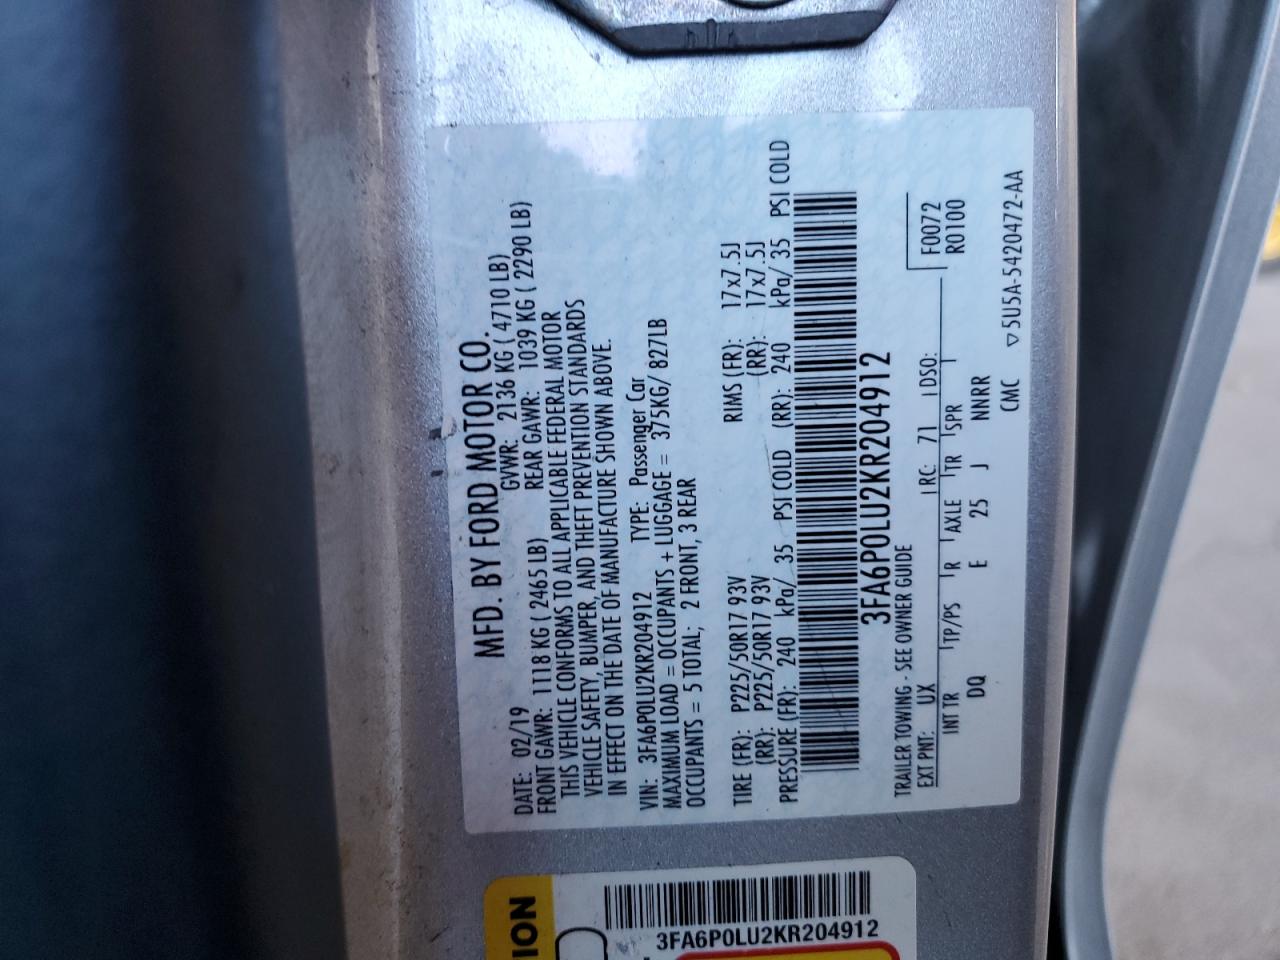 MFD. BY FORD MOTOR CO.
DATE: 02/19 GVWR: 2136 KG ( 4710 LB)
FRONT GAWR: 1118 KG ( 2465 LB) REAR GAWR: 1039 KG ( 2290 LB)
THIS VEHICLE CONFORMS TO ALL APPLICABLE FEDERAL MOTOR
VEHICLE SAFETY, BUMPER, AND THEFT PREVENTION STANDARDS
IN EFFECT ON THE DATE OF MANUFACTURE SHOWN ABOVE.
VIN: 3FA6P0LU2KR204912 TYPE: Passenger Car
MAXIMUM LOAD = OCCUPANTS + LUGGAGE = 375KG/ 827LB
OCCUPANTS = 5 TOTAL; 2 FRONT, 3 REAR
TIRE (FR): P225/50R17 93V RIMS (FR): 17x7.5J
(RR): P225/50R17 93V (RR): 17x7.5J
PRESSURE (FR): 240 kPa/ 35 PSI COLD (RR): 240 kPa/ 35 PSI COLD
3FA6P0LU2KR204912
TRAILER TOWING - SEE OWNER GUIDE
F0072
R0100
EXT PNT: UX RC: 71 DSO:
INT TR TP/PS R AXLE TR SPR
DQ E 25 J NNRR
CMC
▽5U5A-5420472-AA
ION
3FA6P0LU2KR204912